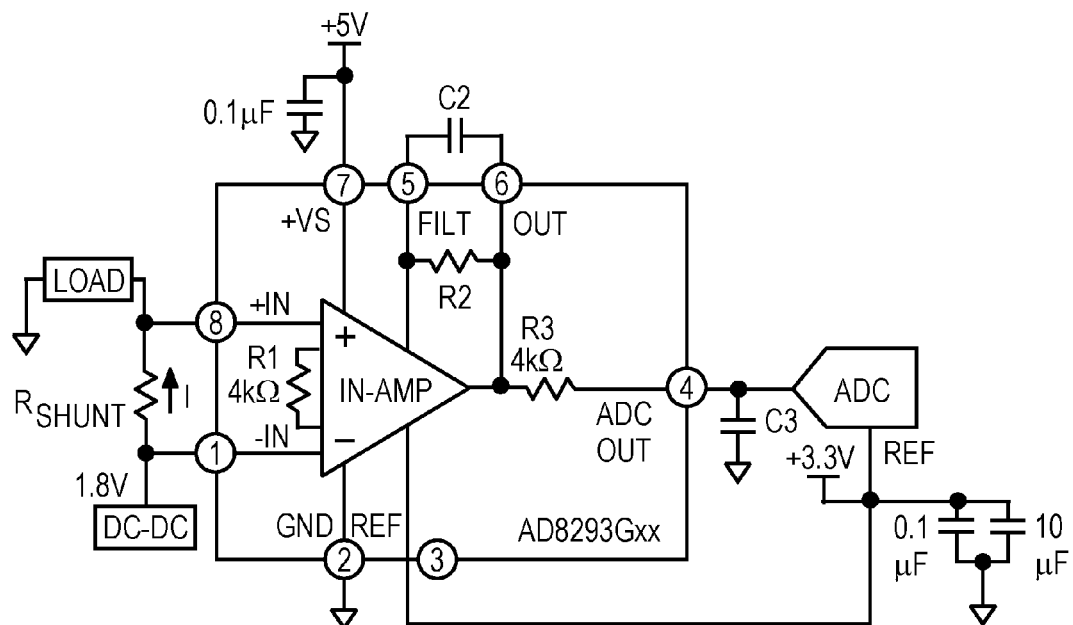 +5V
0.1μF
C2
7
5
6
+VS
FILT
OUT
R2
LOAD
8
+IN
R1
4kΩ
+
IN-AMP
−
R3
4kΩ
4
ADC
OUT
C3
ADC
REF
+3.3V
RSHUNT
I
1
-IN
1.8V
DC-DC
GND
REF
2
3
AD8293Gxx
0.1
μF
10
μF